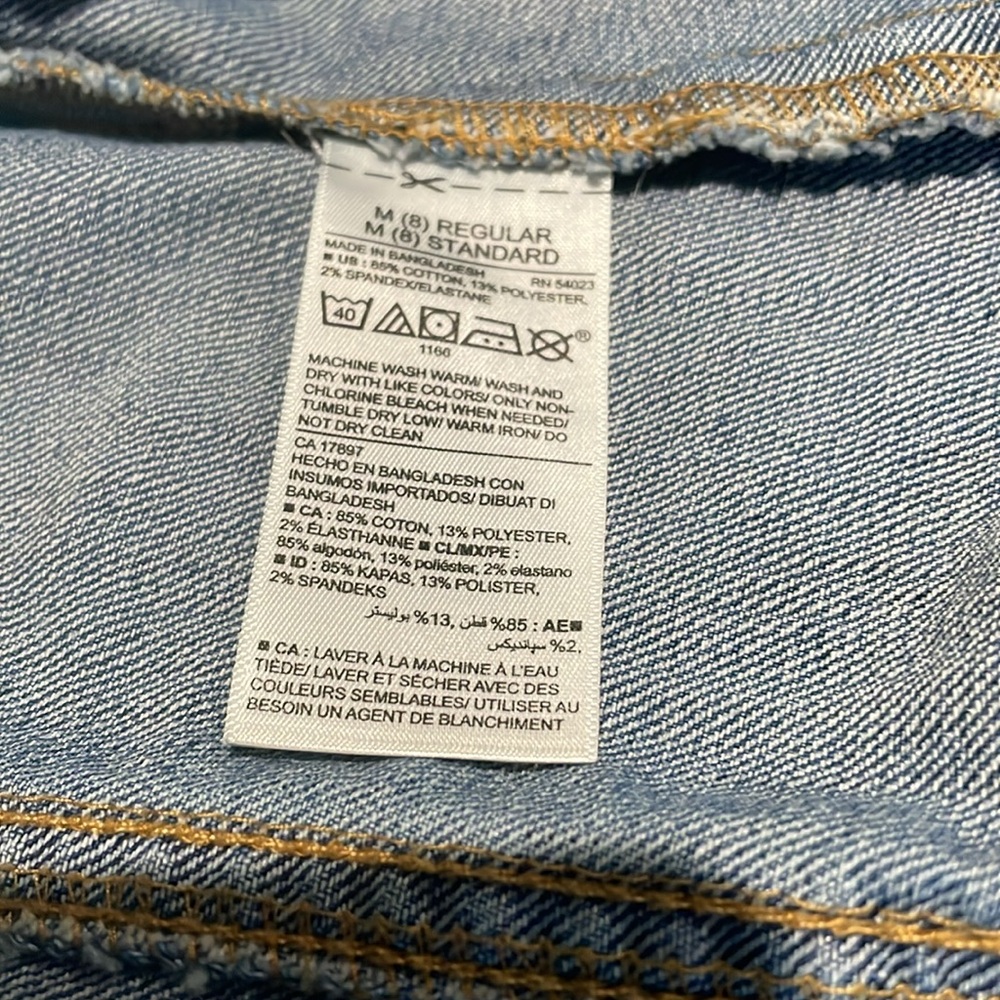 M (8) REGULAR
M (8) STANDARD
MADE IN BANGLADESH RN 54023
■ US : 85% COTTON, 13% POLYESTER,
2% SPANDEX/ELASTANE
40
®
1166
MACHINE WASH WARM/ WASH AND
DRY WITH LIKE COLORS/ ONLY NON-
CHLORINE BLEACH WHEN NEEDED/
TUMBLE DRY LOW/ WARM IRON/ DO
NOT DRY CLEAN
CA 17897
HECHO EN BANGLADESH CON
INSUMOS IMPORTADOS/ DIBUAT DI
BANGLADESH
■ CA : 85% COTON, 13% POLYESTER,
2% ÉLASTHANNE ■ CL/MX/PE :
85% algodón, 13% poliéster, 2% elastano
■ ID : 85% KAPAS, 13% POLISTER,
2% SPANDEKS
■AE : 85% قطن, 13% بوليستر
,2% سپانديكس
■ CA : LAVER À LA MACHINE À L'EAU
TIÈDE/ LAVER ET SÉCHER AVEC DES
COULEURS SEMBLABLES/ UTILISER AU
BESOIN UN AGENT DE BLANCHIMENT